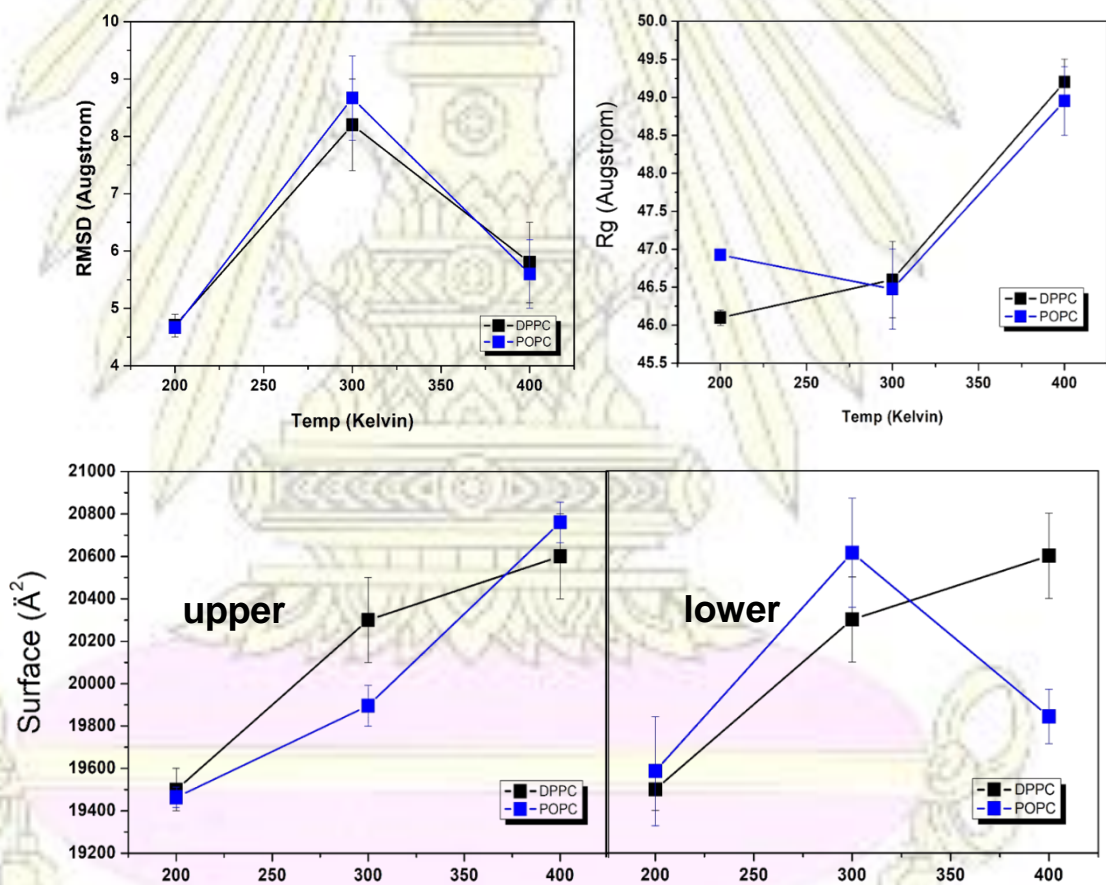 10
9
8
7
6
5
4
RMSD (Augstrom)
200 250 300 350 400
Temp (Kelvin)
DPPC
POPC
50.0
49.5
49.0
48.5
48.0
47.5
47.0
46.5
46.0
45.5
Rg (Augstrom)
200 250 300 350 400
Temp (Kelvin)
DPPC
POPC
21000
20800
20600
20400
20200
20000
19800
19600
19400
19200
Surface (Ä²)
upper
200 250 300 350 400
DPPC
POPC
lower
200 250 300 350 400
DPPC
POPC